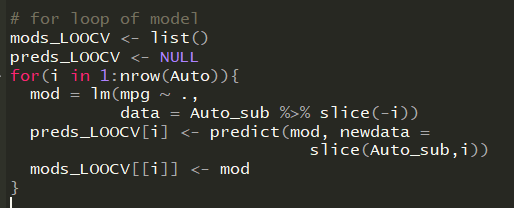 # for loop of model
mods_LOOCV <- list()
preds_LOOCV <- NULL
for(i in 1:nrow(Auto)){
  mod = lm(mpg ~ .,
           data = Auto_sub %>% slice(-i))
  preds_LOOCV[i] <- predict(mod, newdata =
                              slice(Auto_sub,i))
  mods_LOOCV[[i]] <- mod
}